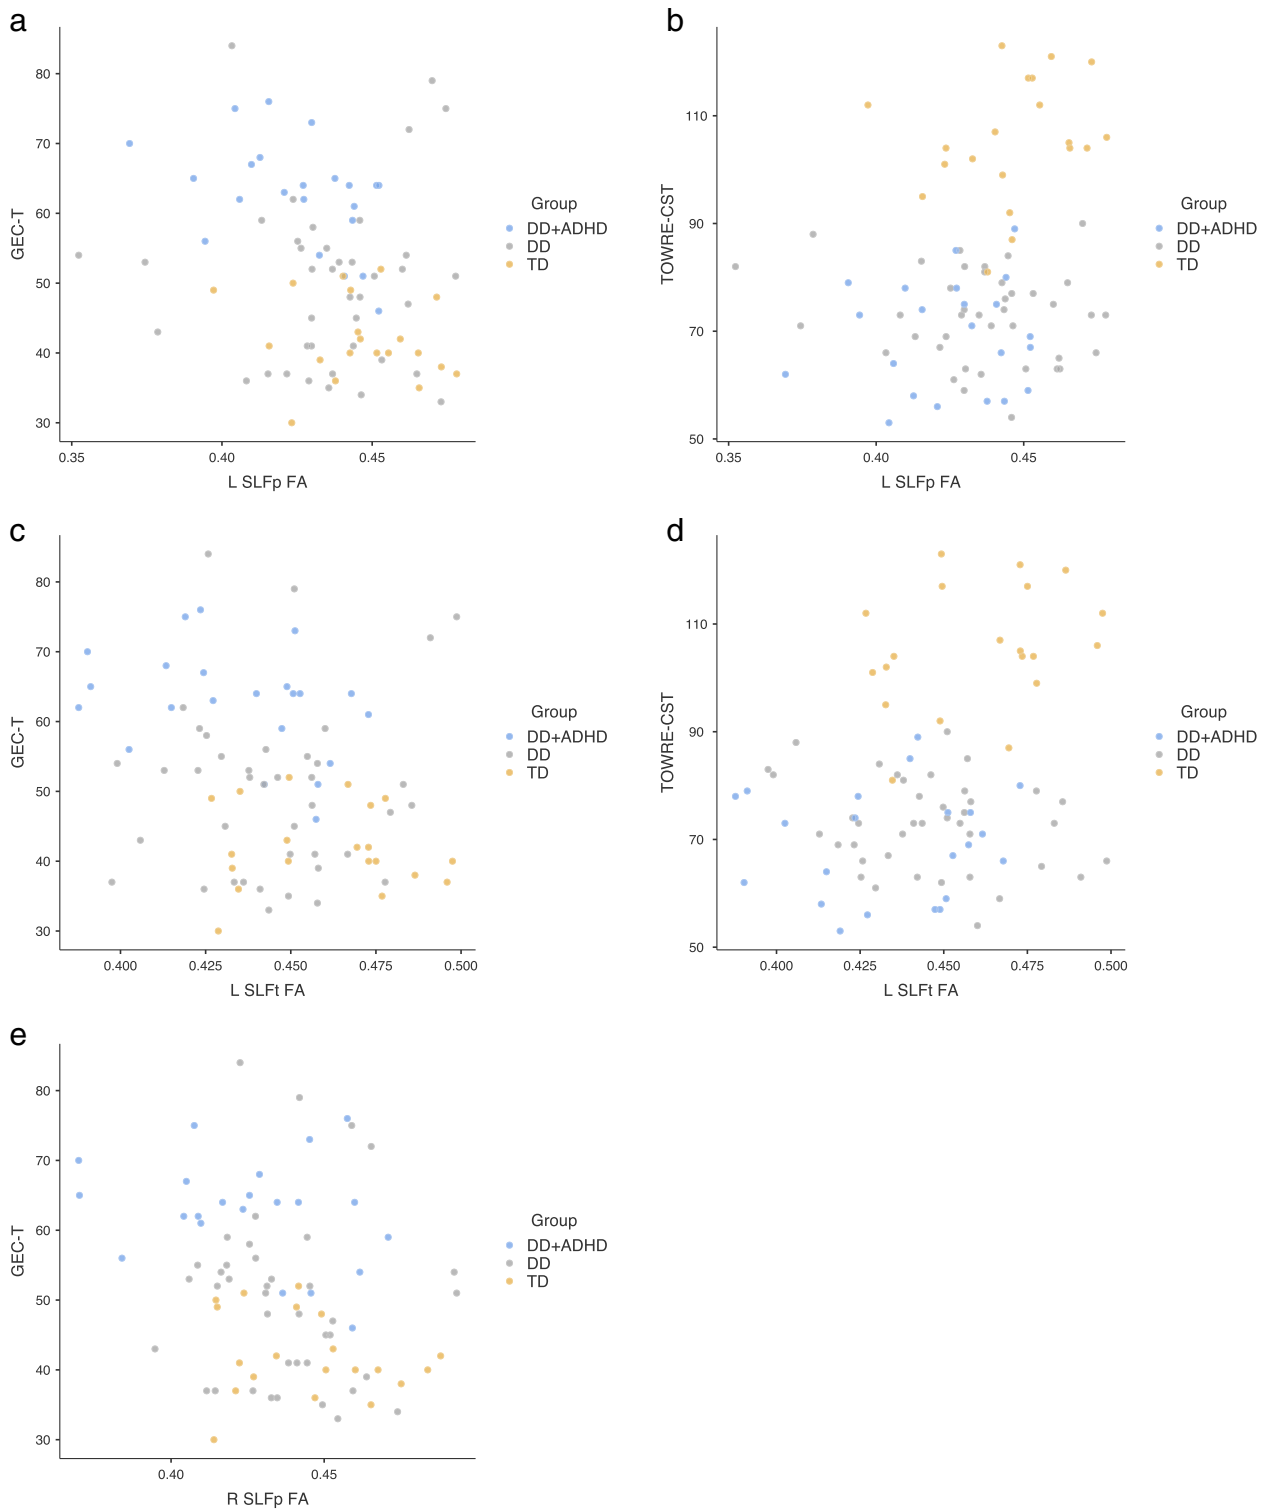 a
80
70
60
50
40
30
GEC-T
0.35 0.40 0.45
L SLFp FA
Group
DD+ADHD
DD
TD
b
110
90
70
50
TOWRE-CST
0.35 0.40 0.45
L SLFp FA
Group
DD+ADHD
DD
TD
c
80
70
60
50
40
30
GEC-T
0.400 0.425 0.450 0.475 0.500
L SLFt FA
Group
DD+ADHD
DD
TD
d
110
90
70
50
TOWRE-CST
0.400 0.425 0.450 0.475 0.500
L SLFt FA
Group
DD+ADHD
DD
TD
e
80
70
60
50
40
30
GEC-T
0.40 0.45
R SLFp FA
Group
DD+ADHD
DD
TD